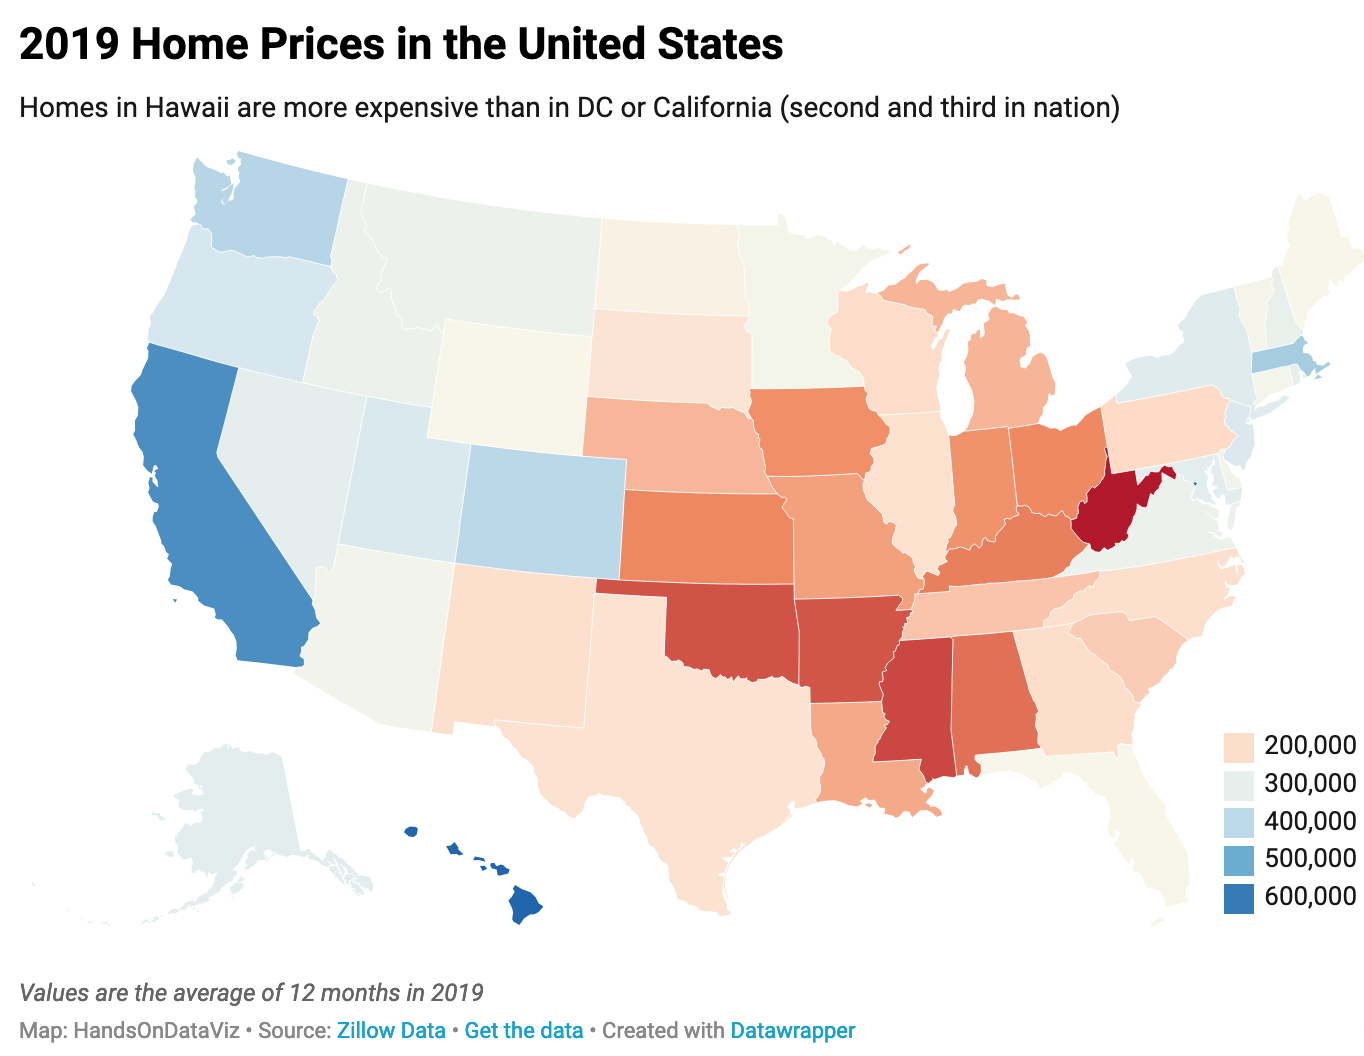 2019 Home Prices in the United States
Homes in Hawaii are more expensive than in DC or California (second and third in nation)
200,000
300,000
400,000
500,000
600,000
Values are the average of 12 months in 2019
Map: HandsOnDataViz • Source: Zillow Data • Get the data • Created with Datawrapper